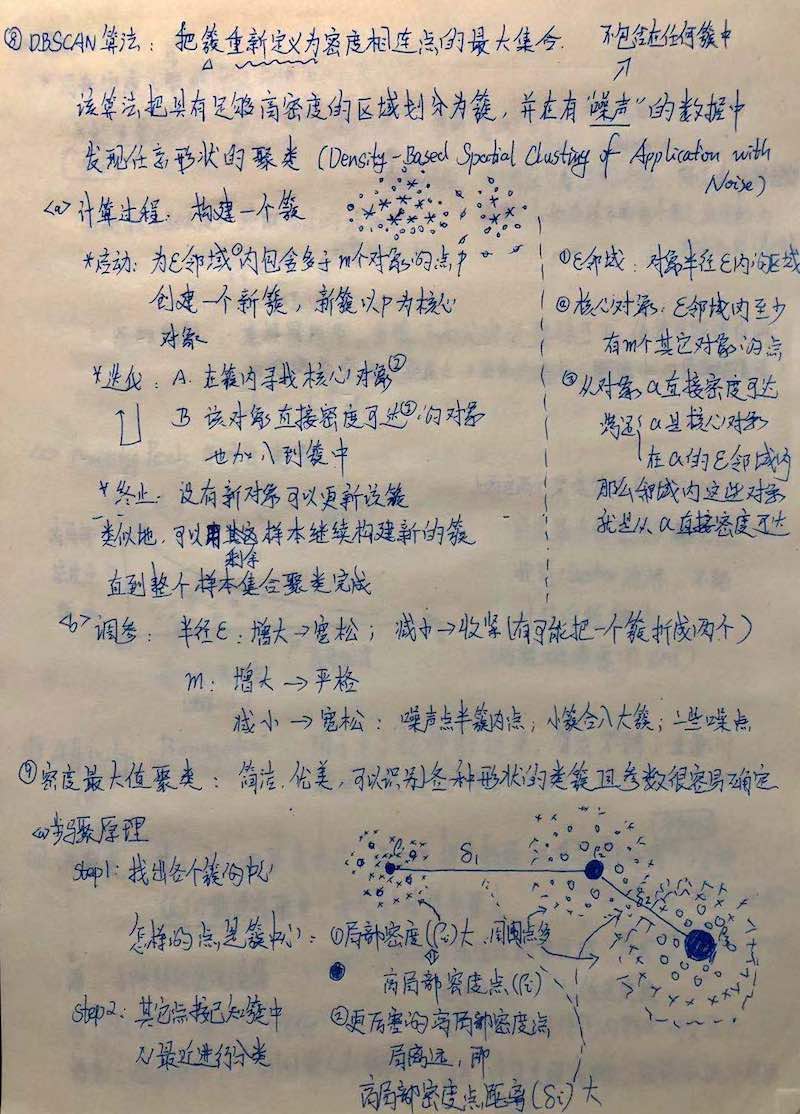 ⑧ DBSCAN算法：把簇重新定义为密度相连点的最大集合.
不包含在任何簇中
该算法把具有足够高密度的区域划分为簇，并在有“噪声”的数据中
发现任意形状的聚类 (Density-Based Spatial Clusting of Application with
Noise)
<a> 计算过程：构建一个簇
*启动：为ε邻域①内包含多于m个对象的点p
创建一个新簇，新簇以p为核心
对象
*迭代：A. 在簇内寻找核心对象②
B 该对象直接密度可达③的对象
也加入到簇中
*终止：没有新对象可以更新该簇
类似地，可以用其它样本继续构建新的簇
剩余
直到整个样本集合聚类完成
①ε邻域：对象半径ε内的区域
②核心对象：ε邻域内至少
有m个其它对象的点
③从对象a直接密度可达
满足{a是核心对象
在a的ε邻域内
那么邻域内这些对象
就是从a直接密度可达
<b> 调参：半径ε：增大→宽松；减小→收紧(有可能把一个簇拆成两个)
m：增大→严格
减小→宽松：噪声点半簇内点；小簇合入大簇；一些噪点
⑨密度最大值聚类：简洁.优美，可以识别各种形状的类簇且参数很容易确定
<a>步骤原理
step1：找出各个簇的中心
怎样的点是簇中心：①局部密度(ρi)大.周围点多
高局部密度点(ρi)
step2：其它点按已知簇中
心最近进行分类
②更厉害的高局部密度点
局离远，即
高局部密度点距离(δi)大
δ1
δ2